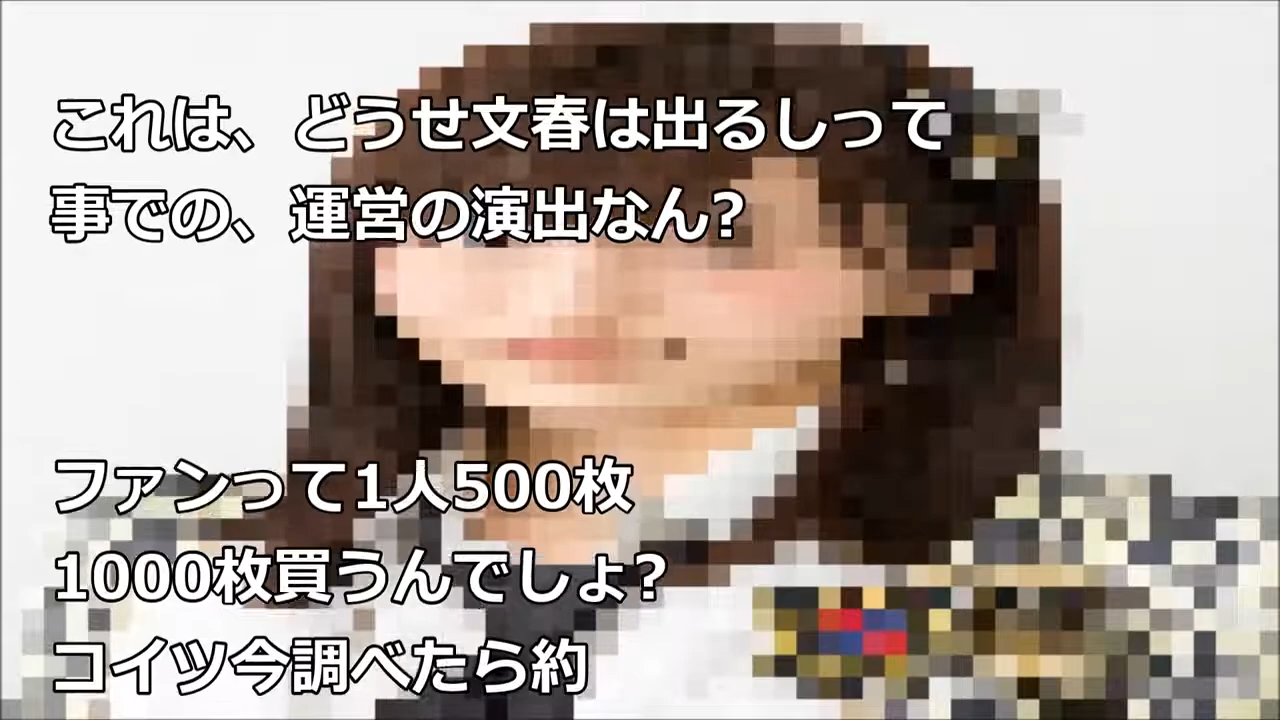 これは、どうせ文春は出るしって
事での、運営の演出なん?
ファンって1人500枚
1000枚買うんでしょ?
コイツ今調べたら約